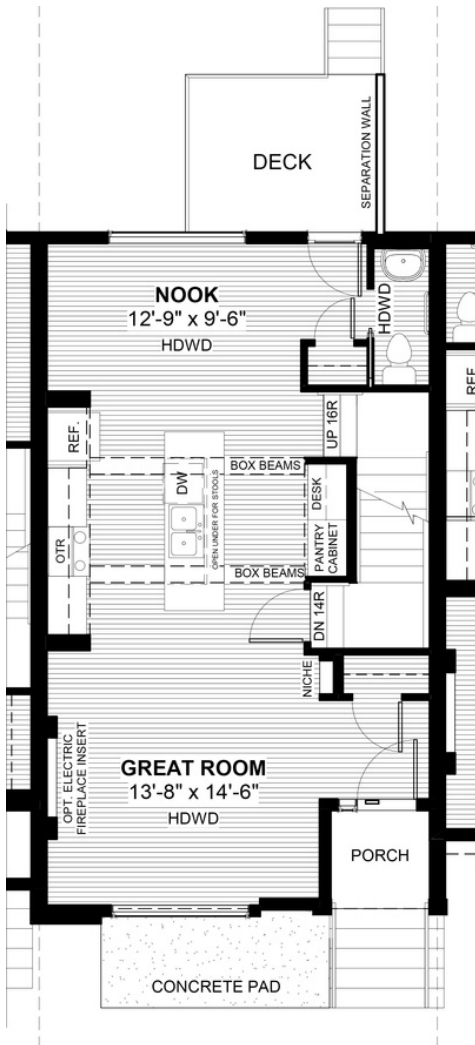 DECK
SEPARATION WALL
NOOK
12'-9" x 9'-6"
HDWD
HDWD
REF.
UP 16R
REF
BOX BEAMS
DW
OPEN UNDER FOR STOOLS
DESK
OTR
PANTRY
CABINET
BOX BEAMS
DN 14R
NICHE
OPT. ELECTRIC
FIREPLACE INSERT
GREAT ROOM
13'-8" x 14'-6"
HDWD
PORCH
CONCRETE PAD